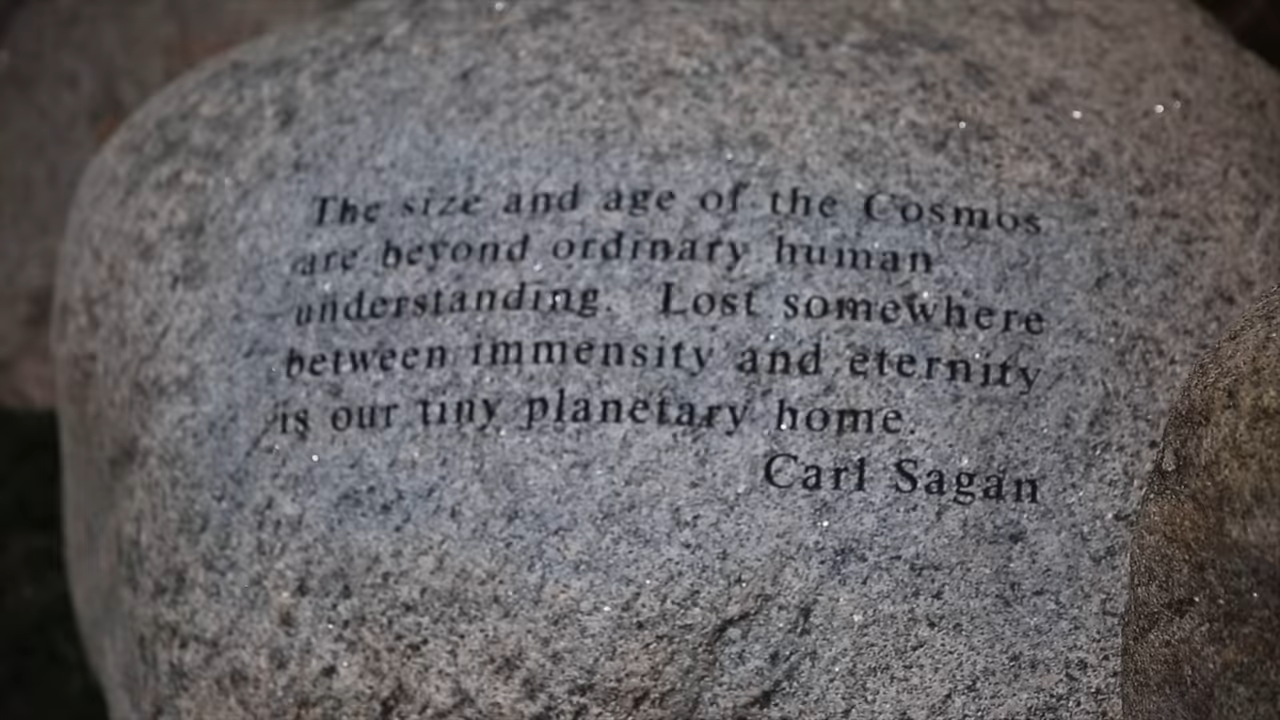 The size and age of the Cosmos
are beyond ordinary human
understanding. Lost somewhere
between immensity and eternity
is our tiny planetary home.
Carl Sagan